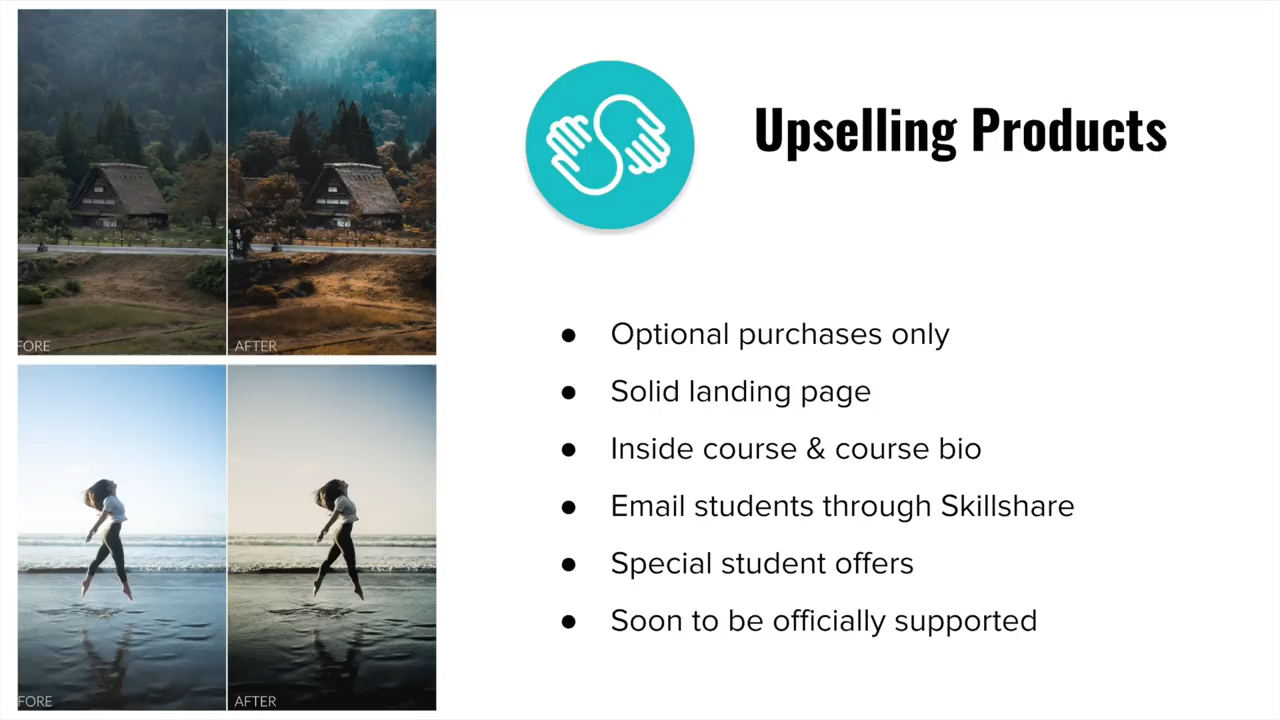 Upselling Products
● Optional purchases only
● Solid landing page
● Inside course & course bio
● Email students through Skillshare
● Special student offers
● Soon to be officially supported
FORE
AFTER
FORE
AFTER